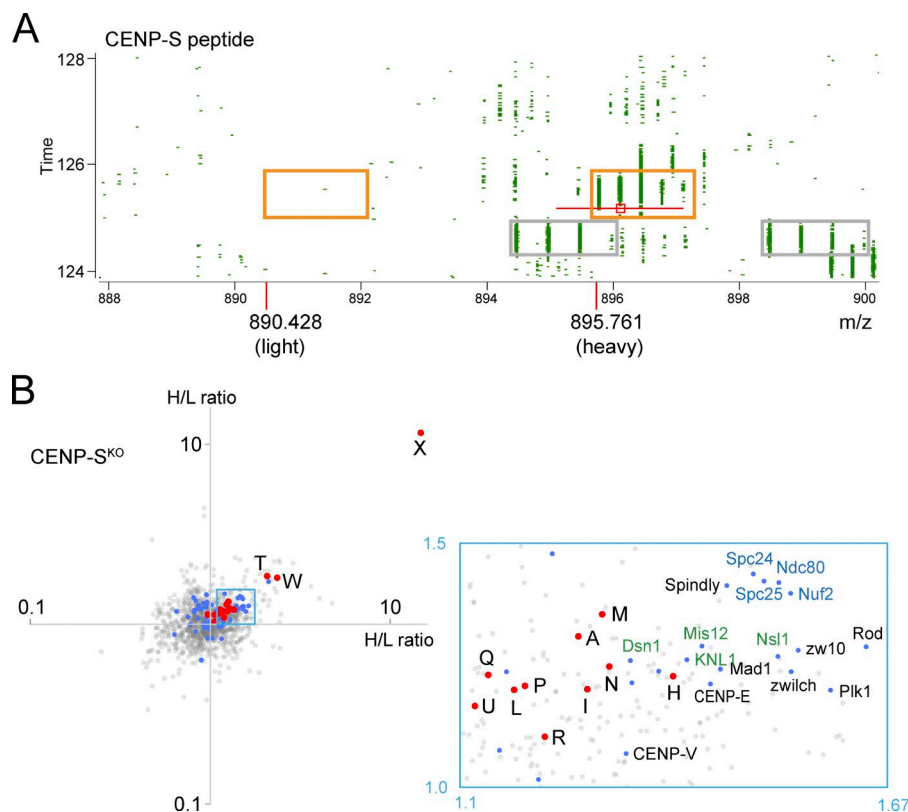 A
CENP-S peptide
128
126
124
Time
888
890
892
894
896
898
900
890.428
(light)
895.761
(heavy)
m/z
B
H/L ratio
CENP-S^KO
10
X
T
W
0.1
10
H/L ratio
0.1
1.5
Spc24
Ndc80
Spindly
Spc25
Nuf2
M
A
Dsn1
Mis12
Nsl1
Rod
zw10
KNL1
Mad1
Q
N
P
H
zwilch
L
I
CENP-E
Plk1
U
R
CENP-V
1.0
1.1
1.67